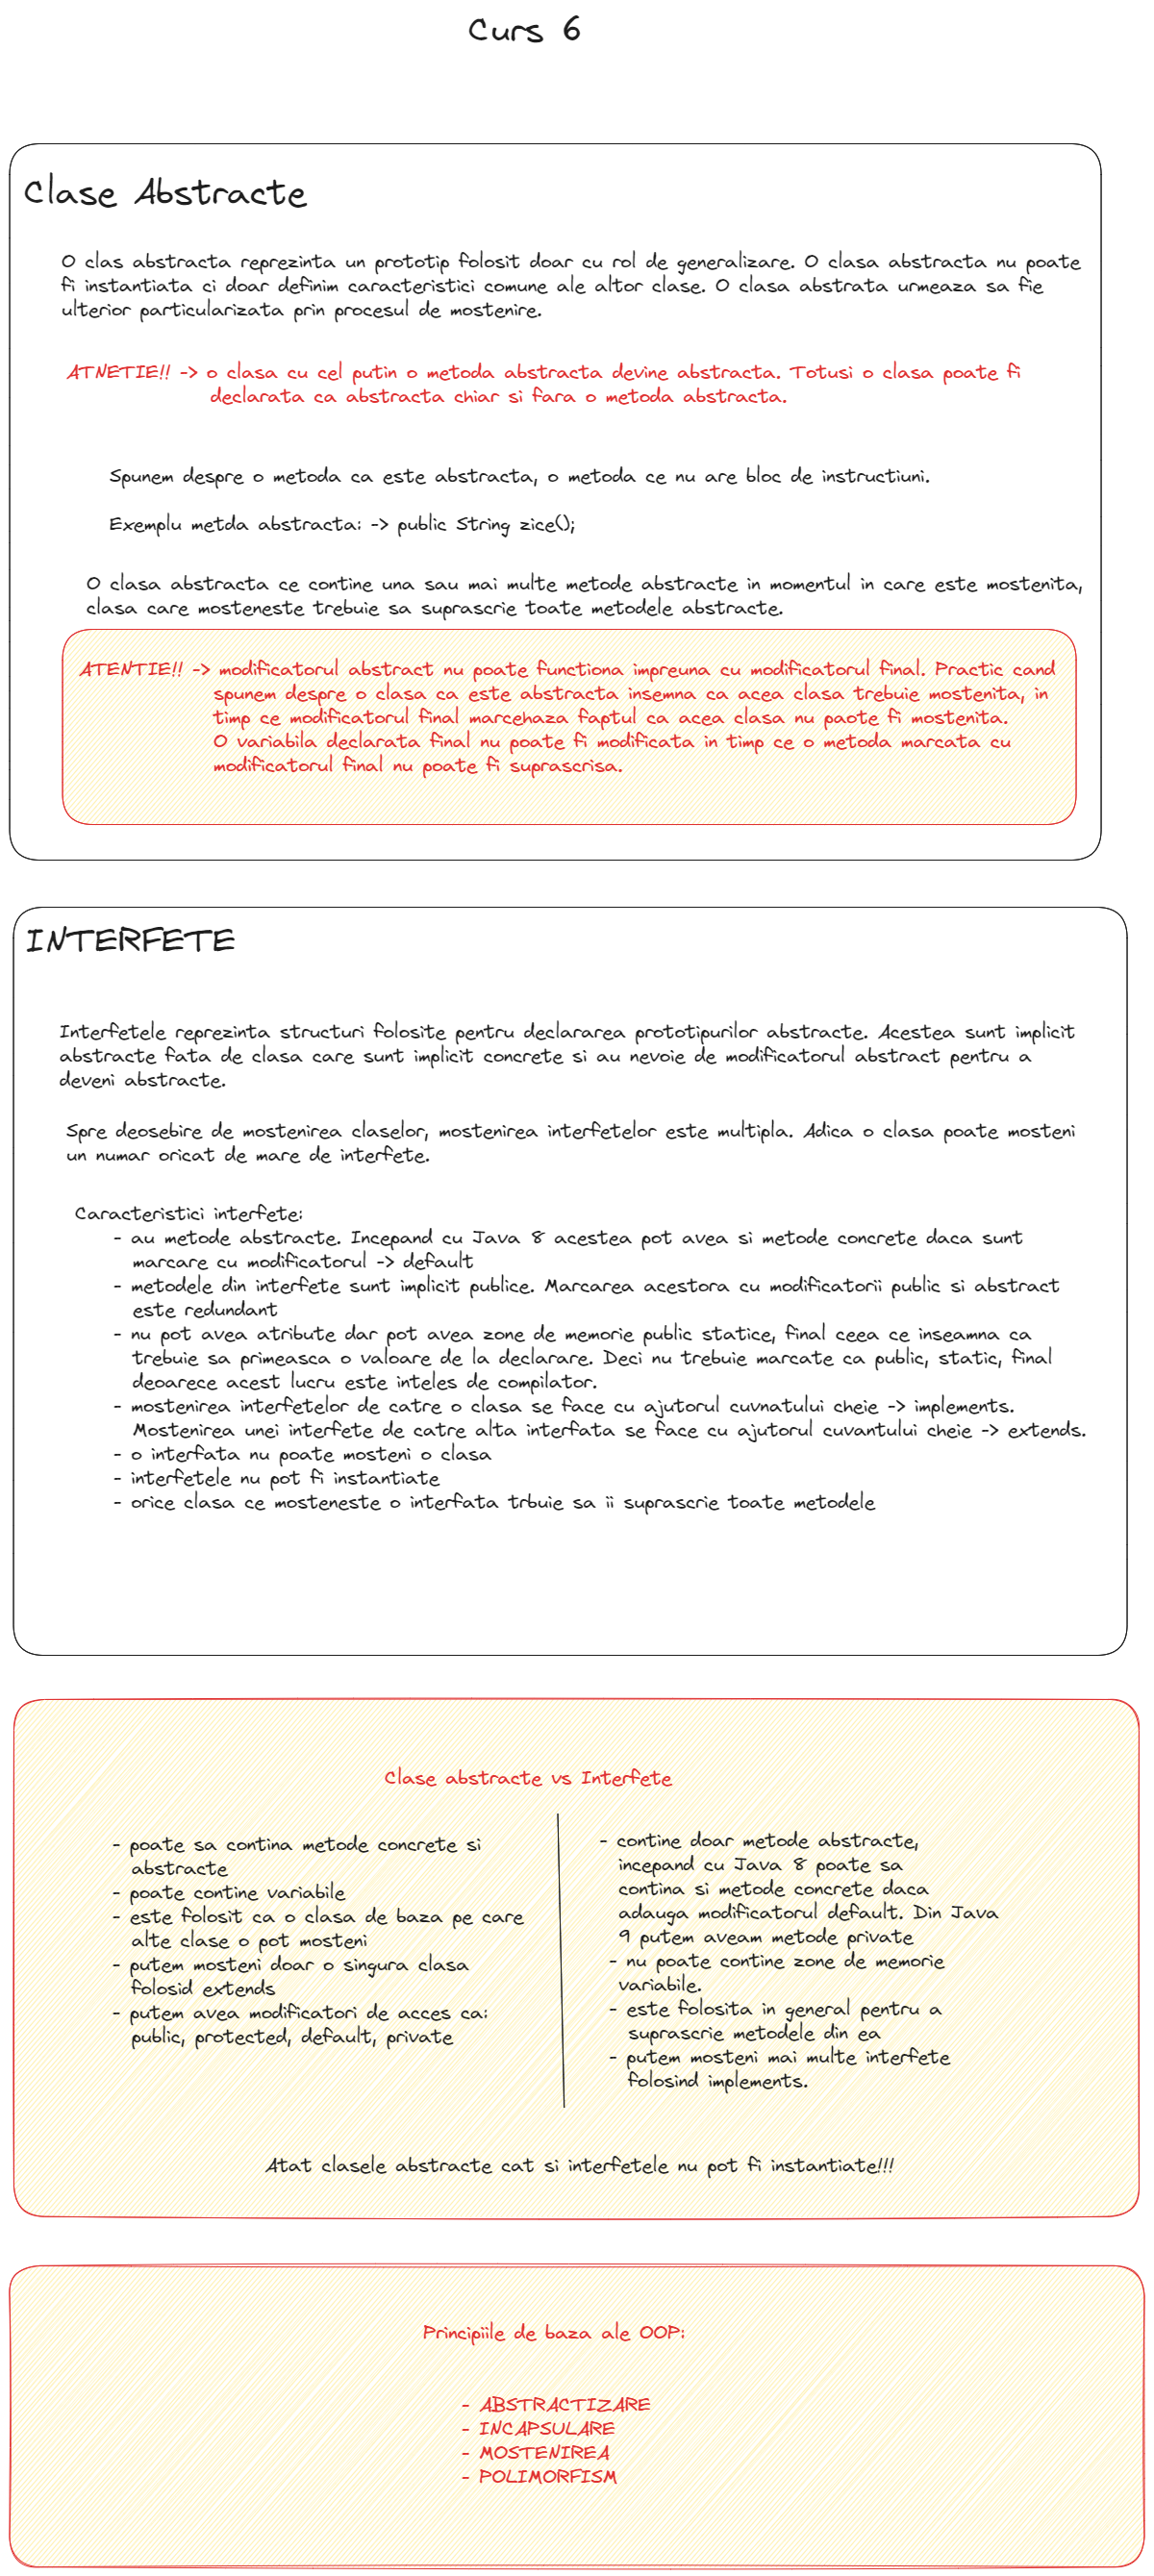 Curs 6
Clase Abstracte
O clas abstracta reprezinta un prototip folosit doar cu rol de generalizare. O clasa abstracta nu poate
fi instantiata ci doar definim caracteristici comune ale altor clase. O clasa abstrata urmeaza sa fie
ulterior particularizata prin procesul de mostenire.
ATNETIE!! -> o clasa cu cel putin o metoda abstracta devine abstracta. Totusi o clasa poate fi
declarata ca abstracta chiar si fara o metoda abstracta.
Spunem despre o metoda ca este abstracta, o metoda ce nu are bloc de instructiuni.
Exemplu metda abstracta: -> public String zice();
O clasa abstracta ce contine una sau mai multe metode abstracte in momentul in care este mostenita,
clasa care mosteneste trebuie sa suprascrie toate metodele abstracte.
ATENTIE!! -> modificatorul abstract nu poate functiona impreuna cu modificatorul final. Practic cand
spunem despre o clasa ca este abstracta insemna ca acea clasa trebuie mostenita, in
timp ce modificatorul final marcehaza faptul ca acea clasa nu paote fi mostenita.
O variabila declarata final nu poate fi modificata in timp ce o metoda marcata cu
modificatorul final nu poate fi suprascrisa.
INTERFETE
Interfetele reprezinta structuri folosite pentru declararea prototipurilor abstracte. Acestea sunt implicit
abstracte fata de clasa care sunt implicit concrete si au nevoie de modificatorul abstract pentru a
deveni abstracte.
Spre deosebire de mostenirea claselor, mostenirea interfetelor este multipla. Adica o clasa poate mosteni
un numar oricat de mare de interfete.
Caracteristici interfete:
- au metode abstracte. Incepand cu Java 8 acestea pot avea si metode concrete daca sunt
marcare cu modificatorul -> default
- metodele din interfete sunt implicit publice. Marcarea acestora cu modificatorii public si abstract
este redundant
- nu pot avea atribute dar pot avea zone de memorie public statice, final ceea ce inseamna ca
trebuie sa primeasca o valoare de la declarare. Deci nu trebuie marcate ca public, static, final
deoarece acest lucru este inteles de compilator.
- mostenirea interfetelor de catre o clasa se face cu ajutorul cuvnatului cheie -> implements.
Mostenirea unei interfete de catre alta interfata se face cu ajutorul cuvantului cheie -> extends.
- o interfata nu poate mosteni o clasa
- interfetele nu pot fi instantiate
- orice clasa ce mosteneste o interfata trbuie sa ii suprascrie toate metodele
Clase abstracte vs Interfete
- poate sa contina metode concrete si
abstracte
- poate contine variabile
- este folosit ca o clasa de baza pe care
alte clase o pot mosteni
- putem mosteni doar o singura clasa
folosid extends
- putem avea modificatori de acces ca:
public, protected, default, private
- contine doar metode abstracte,
incepand cu Java 8 poate sa
contina si metode concrete daca
adauga modificatorul default. Din Java
9 putem aveam metode private
- nu poate contine zone de memorie
variabile.
- este folosita in general pentru a
suprascrie metodele din ea
- putem mosteni mai multe interfete
folosind implements.
Atat clasele abstracte cat si interfetele nu pot fi instantiate!!!
Principiile de baza ale OOP:
- ABSTRACTIZARE
- INCAPSULARE
- MOSTENIREA
- POLIMORFISM